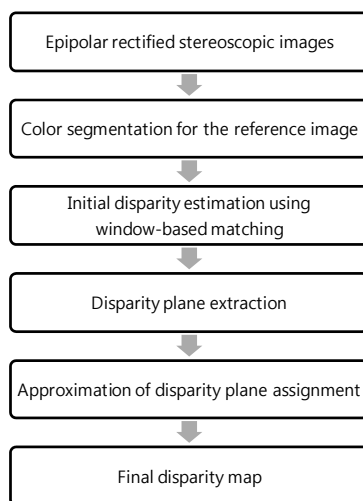 Epipolar rectified stereoscopic images
Color segmentation for the reference image
Initial disparity estimation using
window-based matching
Disparity plane extraction
Approximation of disparity plane assignment
Final disparity map